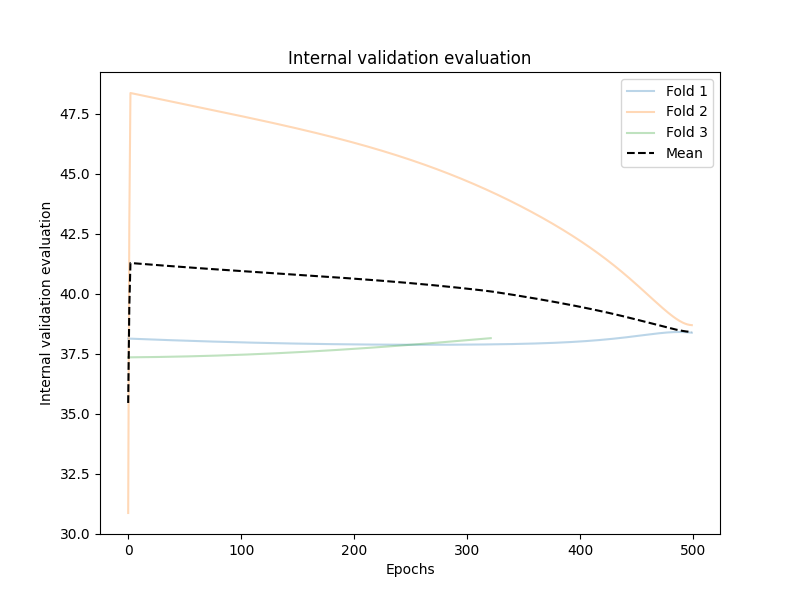 Internal validation evaluation
Fold 1
Fold 2
Fold 3
Mean
Internal validation evaluation
47.5
45.0
42.5
40.0
37.5
35.0
32.5
30.0
0
100
200
300
400
500
Epochs